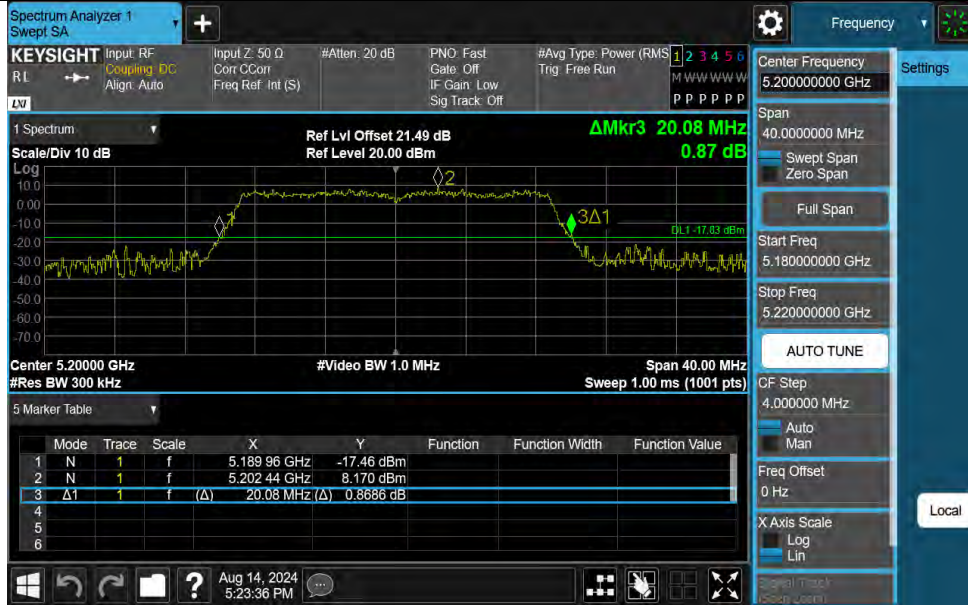 Spectrum Analyzer 1
Swept SA
Frequency
KEYSIGHT
RL
LXI
Input: RF
Coupling: DC
Align: Auto
Input Z: 50 Ω
Corr CCorr
Freq Ref: Int (S)
#Atten: 20 dB
PNO: Fast
Gate: Off
IF Gain: Low
Sig Track: Off
#Avg Type: Power (RMS
Trig: Free Run
1 2 3 4 5 6
M W W W W W
P P P P P P
1 Spectrum
Scale/Div 10 dB
Ref Lvl Offset 21.49 dB
Ref Level 20.00 dBm
ΔMkr3 20.08 MHz
0.87 dB
Log
10.0
0.00
-10.0
-20.0
-30.0
-40.0
-50.0
-60.0
-70.0
1
2
3Δ1
DL1 -17.83 dBm
Center 5.20000 GHz
#Res BW 300 kHz
#Video BW 1.0 MHz
Span 40.00 MHz
Sweep 1.00 ms (1001 pts)
5 Marker Table
Mode Trace Scale X Y Function Function Width Function Value
1 N 1 f 5.189 96 GHz -17.46 dBm
2 N 1 f 5.202 44 GHz 8.170 dBm
3 Δ1 1 f (Δ) 20.08 MHz (Δ) 0.8686 dB
4
5
6
Aug 14, 2024
5:23:36 PM
Center Frequency
5.200000000 GHz
Span
40.0000000 MHz
Swept Span
Zero Span
Full Span
Start Freq
5.180000000 GHz
Stop Freq
5.220000000 GHz
AUTO TUNE
CF Step
4.000000 MHz
Auto
Man
Freq Offset
0 Hz
X Axis Scale
Log
Lin
Signal Track
(Span Zoom)
Settings
Local